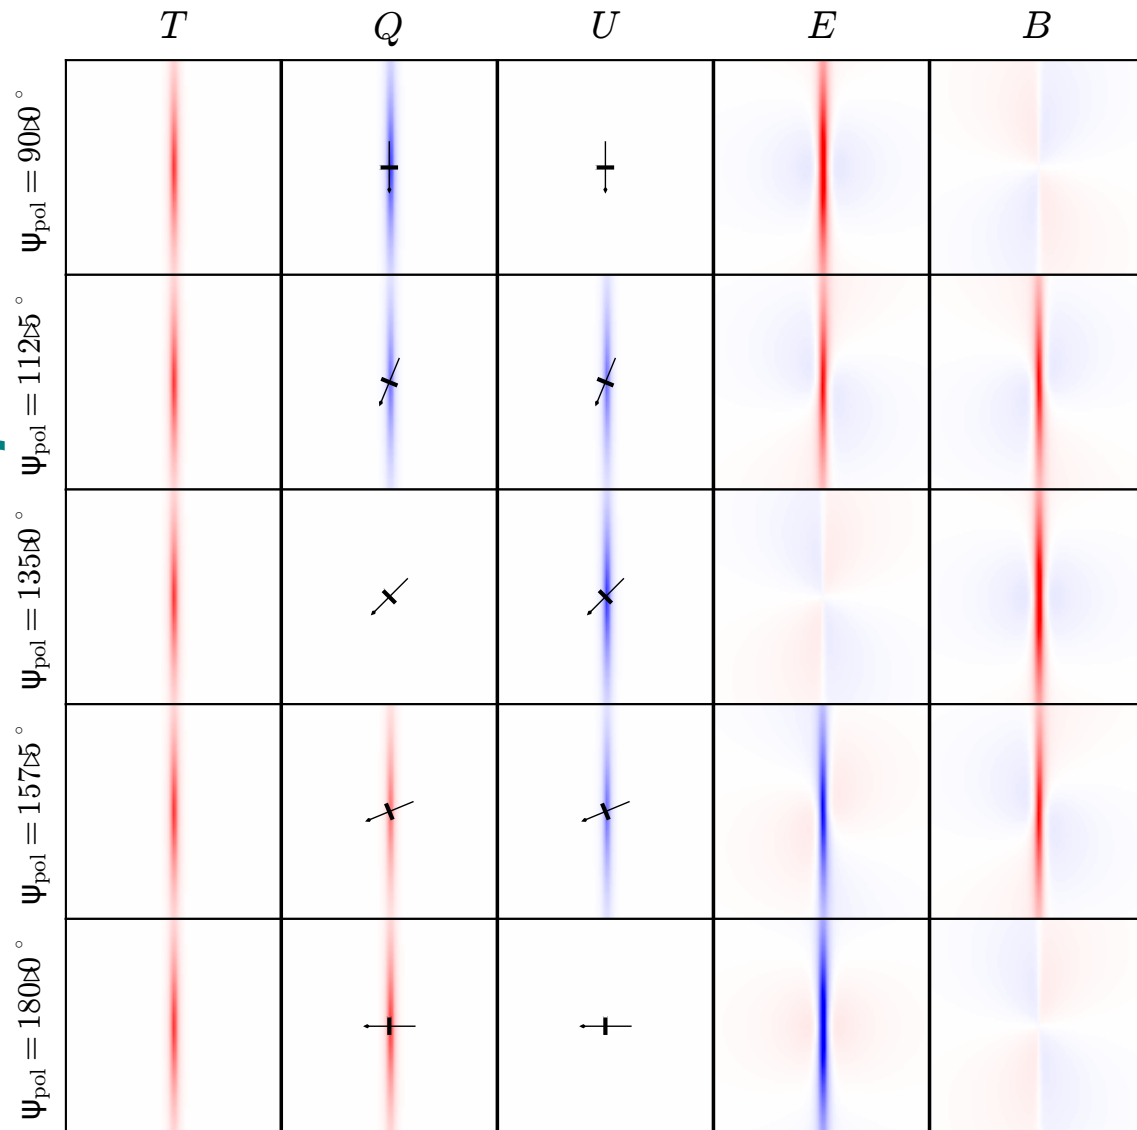 T Q U E B
ψpol = 90.0°
ψpol = 112.5°
ψpol = 135.0°
ψpol = 157.5°
ψpol = 180.0°